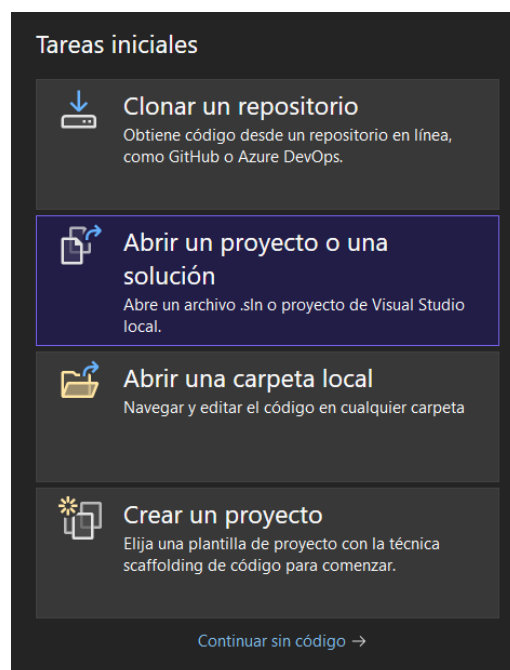 Tareas iniciales
Clonar un repositorio
Obtiene código desde un repositorio en línea,
como GitHub o Azure DevOps.
Abrir un proyecto o una
solución
Abre un archivo .sln o proyecto de Visual Studio
local.
Abrir una carpeta local
Navegar y editar el código en cualquier carpeta
Crear un proyecto
Elija una plantilla de proyecto con la técnica
scaffolding de código para comenzar.
Continuar sin código →